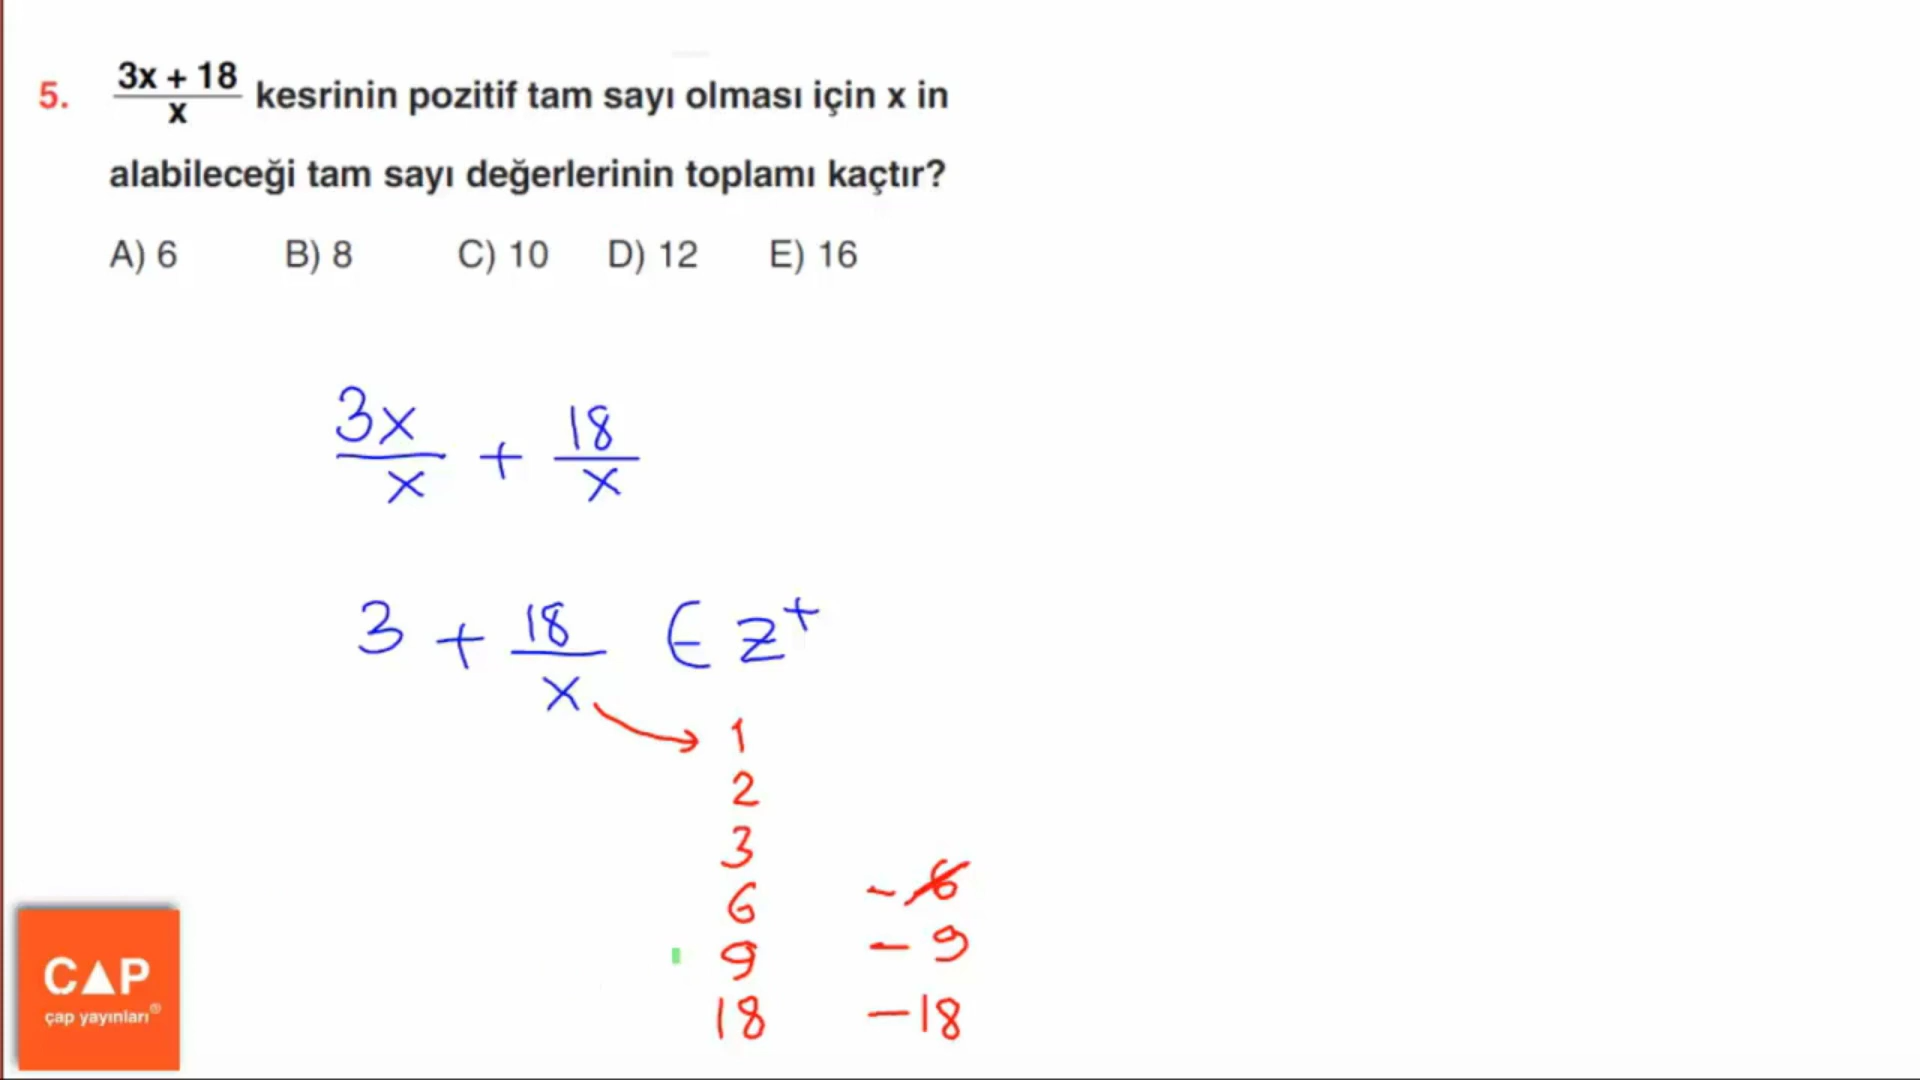 5. 3x + 18 / x kesrinin pozitif tam sayı olması için x in
alabileceği tam sayı değerlerinin toplamı kaçtır?
A) 6 B) 8 C) 10 D) 12 E) 16
3x / x + 18 / x
3 + 18 / x ∈ Z⁺
1
2
3
6 - 6
9 - 9
18 - 18
CAP
çap yayınları®